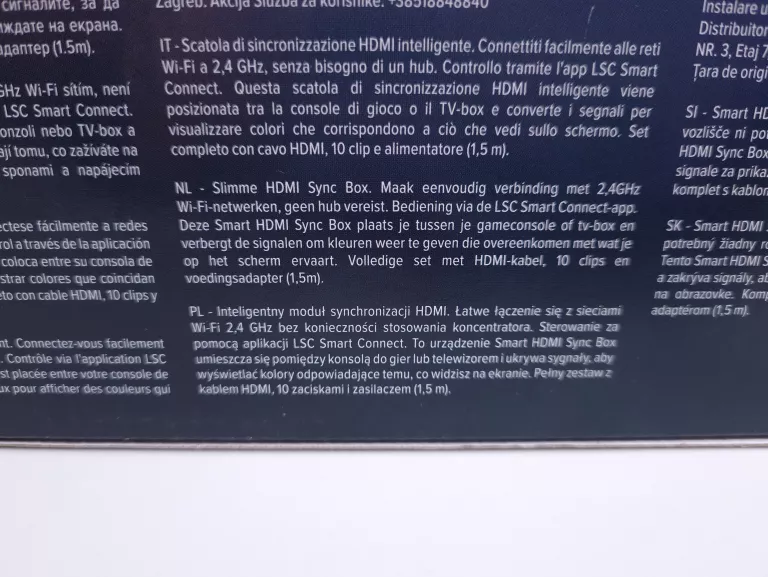 сигналите, за да
ждате на екрана.
адаптер (1.5m).
GHz Wi-Fi sítím, není
LSC Smart Connect.
onzoli nebo TV-box a
ají tomu, co zažíváte na
sponami a napájecím
ectese fácilmente a redes
rol a través de la aplicación
coloca entre su consola de
strar colores que coincidan
eto con cable HDMI, 10 clips y
nt. Connectez-vous facilement
. Contrôle via l'application LSC
st placée entre votre console de
ux pour afficher des couleurs qui
Zagreb. Akcija Služba za korisnike: +38518848840
IT - Scatola di sincronizzazione HDMI intelligente. Connettiti facilmente alle reti
Wi-Fi a 2,4 GHz, senza bisogno di un hub. Controllo tramite l'app LSC Smart
Connect. Questa scatola di sincronizzazione HDMI intelligente viene
posizionata tra la console di gioco o il TV-box e converte i segnali per
visualizzare colori che corrispondono a ciò che vedi sullo schermo. Set
completo con cavo HDMI, 10 clip e alimentatore (1,5 m).
NL - Slimme HDMI Sync Box. Maak eenvoudig verbinding met 2,4GHz
Wi-Fi-netwerken, geen hub vereist. Bediening via de LSC Smart Connect-app.
Deze Smart HDMI Sync Box plaats je tussen je gameconsole of tv-box en
verbergt de signalen om kleuren weer te geven die overeenkomen met wat je
op het scherm ervaart. Volledige set met HDMI-kabel, 10 clips en
voedingsadapter (1,5m).
PL - Inteligentny moduł synchronizacji HDMI. Łatwe łączenie się z sieciami
Wi-Fi 2,4 GHz bez konieczności stosowania koncentratora. Sterowanie za
pomocą aplikacji LSC Smart Connect. To urządzenie Smart HDMI Sync Box
umieszcza się pomiędzy konsolą do gier lub telewizorem i ukrywa sygnały, aby
wyświetlać kolory odpowiadające temu, co widzisz na ekranie. Pełny zestaw z
kablem HDMI, 10 zaciskami i zasilaczem (1,5 m).
Instalare u
Distribuitor
NR. 3, Etaj 7
Țara de origi
SI - Smart HD
vozlišče ni pot
HDMI Sync Box
signale za prika
komplet s kablom
SK - Smart HDMI
potrebný žiadny ro
Tento Smart HDMI S
a zakrýva signály, ab
na obrazovke. Komp
adaptérom (1,5 m).